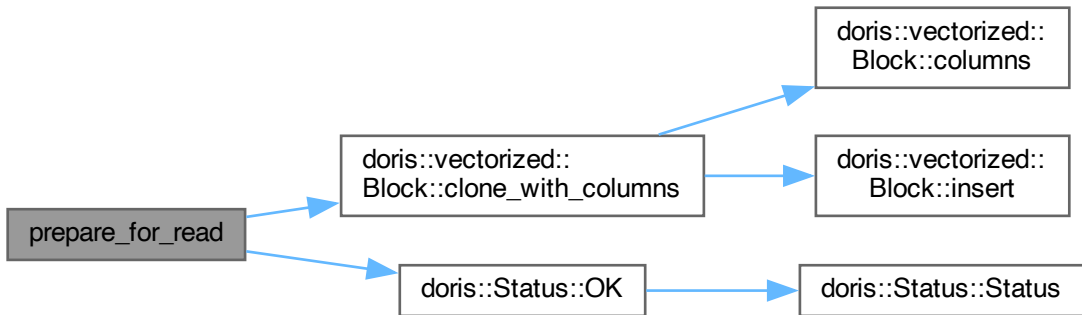 doris::vectorized::
Block::columns
doris::vectorized::
Block::clone_with_columns
doris::vectorized::
Block::insert
prepare_for_read
doris::Status::OK
doris::Status::Status